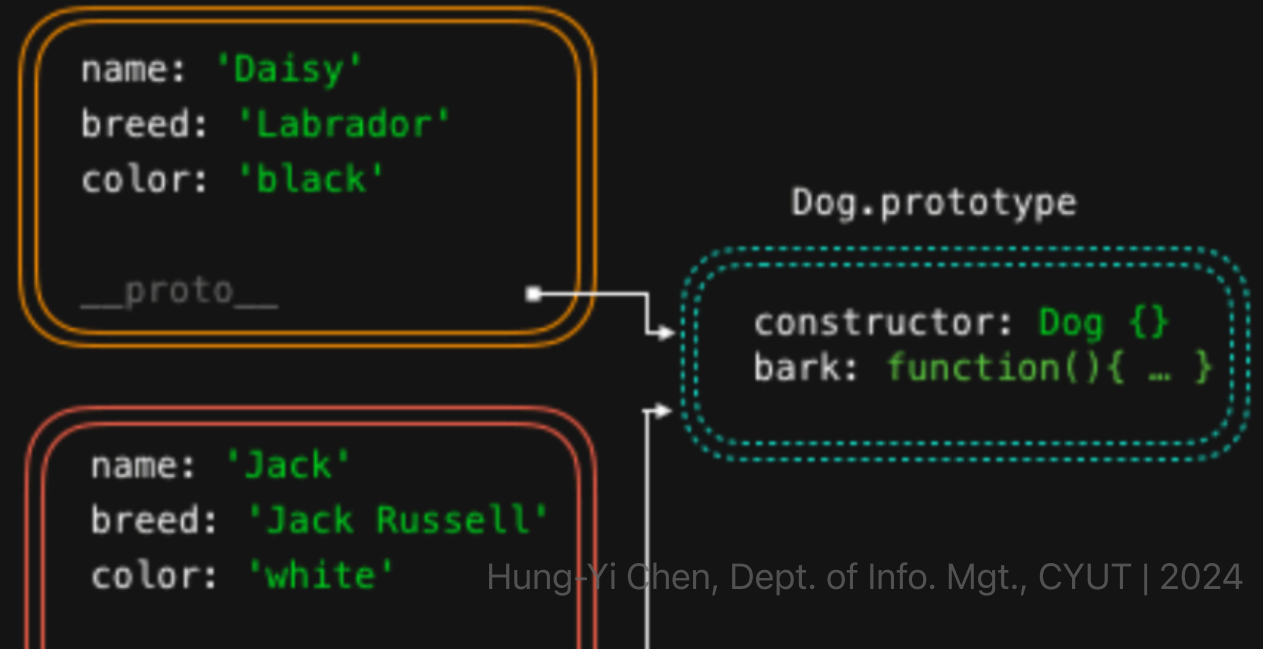 name: 'Daisy'
breed: 'Labrador'
color: 'black'
__proto__
Dog.prototype
constructor: Dog {}
bark: function(){ … }
name: 'Jack'
breed: 'Jack Russell'
color: 'white'
Hung-Yi Chen, Dept. of Info. Mgt., CYUT | 2024